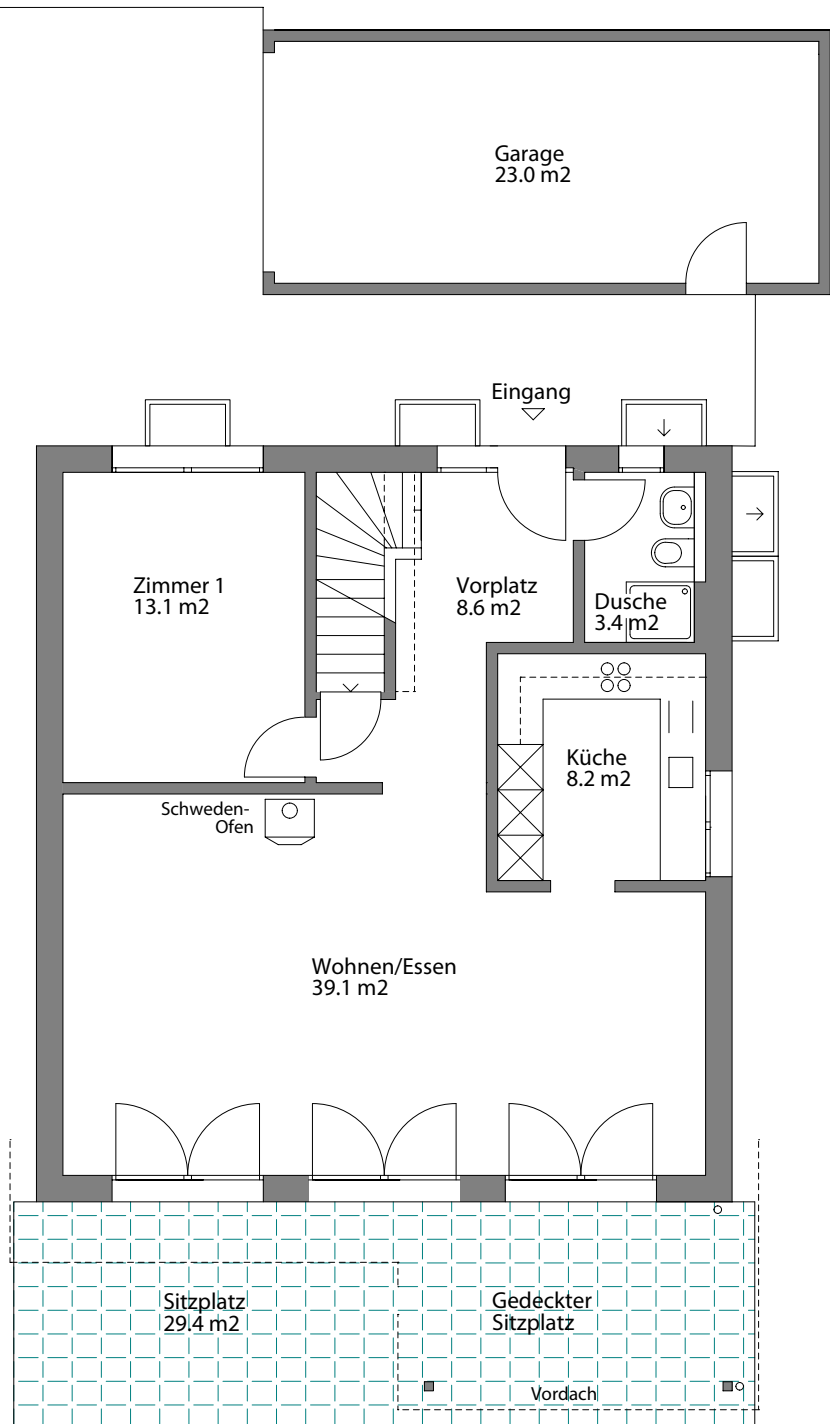 Garage
23.0 m2
Eingang
Zimmer 1
13.1 m2
Vorplatz
8.6 m2
Dusche
3.4 m2
Küche
8.2 m2
Schweden-
Ofen
Wohnen/Essen
39.1 m2
Sitzplatz
29.4 m2
Gedeckter
Sitzplatz
Vordach